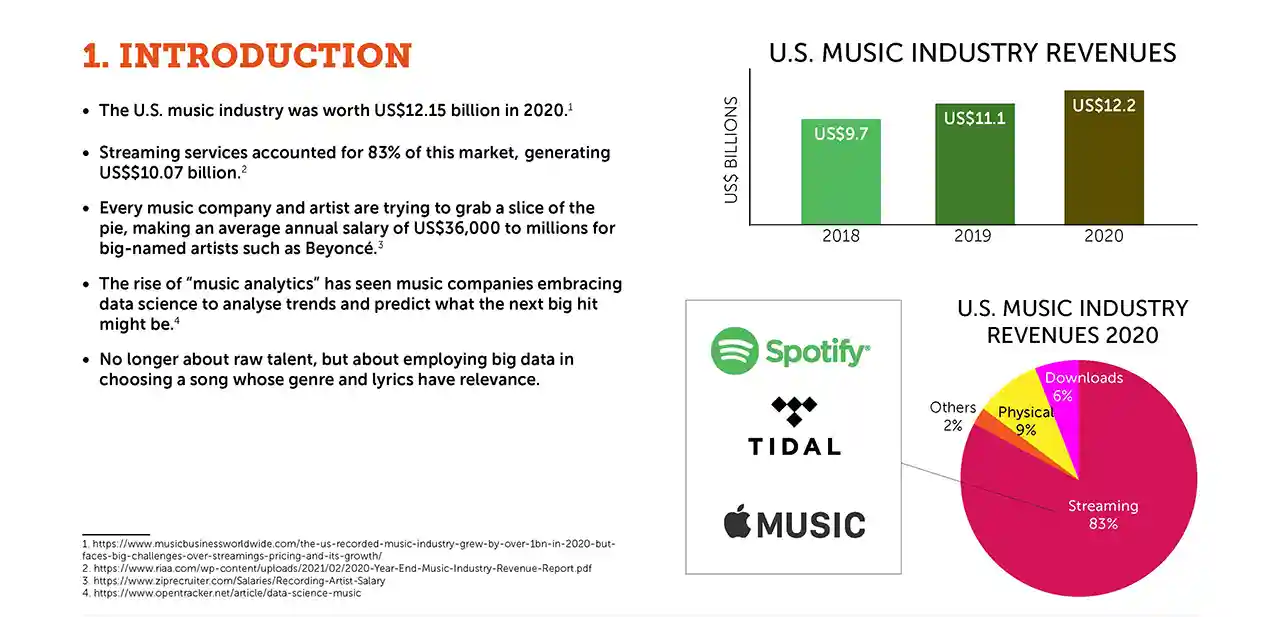 1. INTRODUCTION
• The U.S. music industry was worth US$12.15 billion in 2020.1
• Streaming services accounted for 83% of this market, generating
US$$10.07 billion.2
• Every music company and artist are trying to grab a slice of the
pie, making an average annual salary of US$36,000 to millions for
big-named artists such as Beyoncé.3
• The rise of “music analytics” has seen music companies embracing
data science to analyse trends and predict what the next big hit
might be.4
• No longer about raw talent, but about employing big data in
choosing a song whose genre and lyrics have relevance.
1. https://www.musicbusinessworldwide.com/the-us-recorded-music-industry-grew-by-over-1bn-in-2020-but-
faces-big-challenges-over-streamings-pricing-and-its-growth/
2. https://www.riaa.com/wp-content/uploads/2021/02/2020-Year-End-Music-Industry-Revenue-Report.pdf
3. https://www.ziprecruiter.com/Salaries/Recording-Artist-Salary
4. https://www.opentracker.net/article/data-science-music
U.S. MUSIC INDUSTRY REVENUES
US$ BILLIONS
US$9.7
US$11.1
US$12.2
2018
2019
2020
Spotify®
TIDAL
MUSIC
U.S. MUSIC INDUSTRY
REVENUES 2020
Downloads
6%
Others
2%
Physical
9%
Streaming
83%